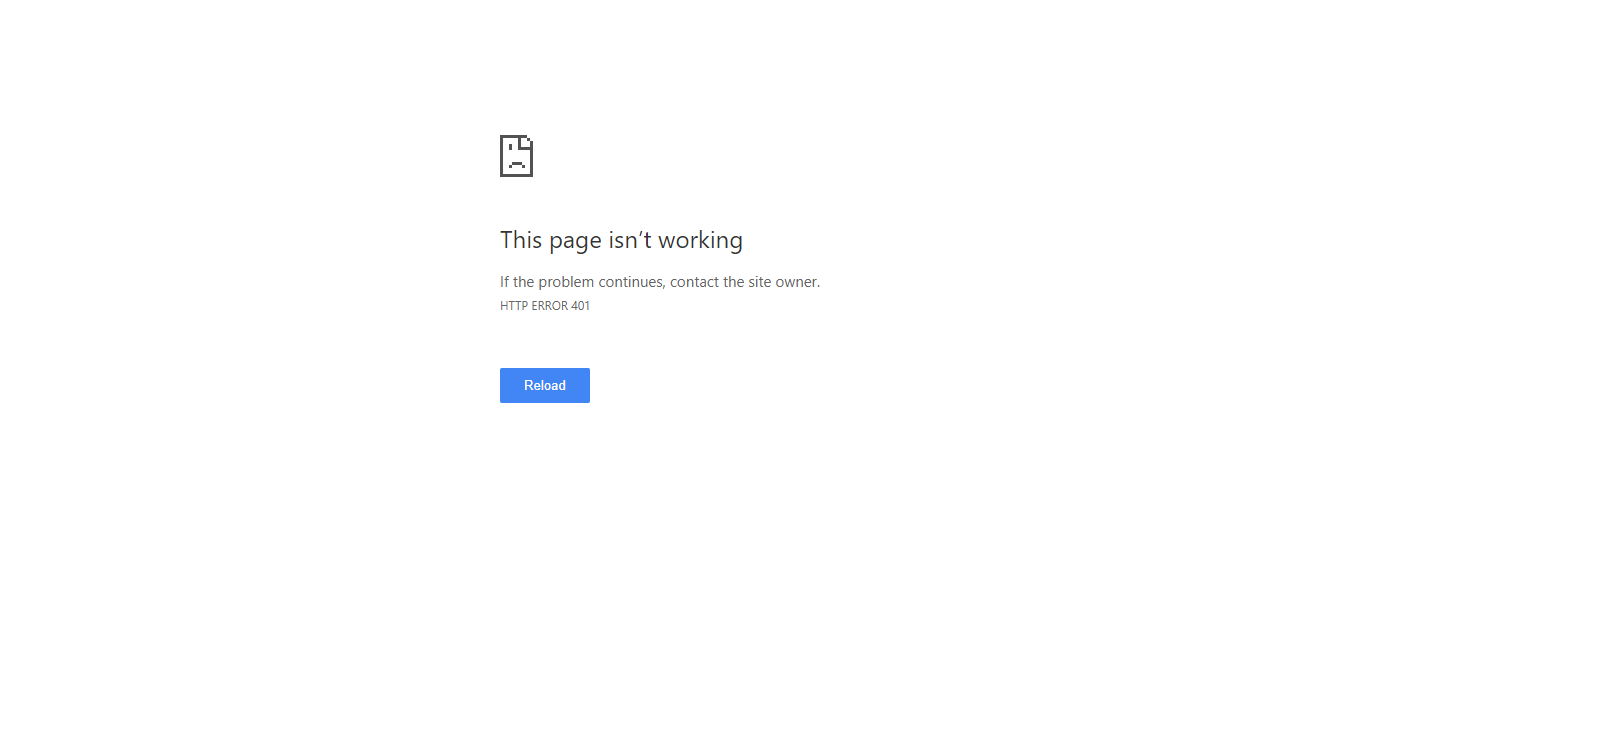 This page isn’t working
If the problem continues, contact the site owner.
HTTP ERROR 401
Reload